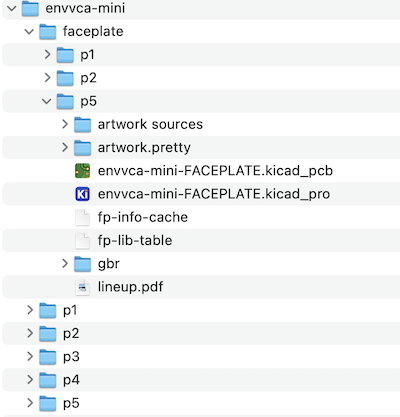 envvca-mini
faceplate
p1
p2
p5
artwork sources
artwork.pretty
envvca-mini-FACEPLATE.kicad_pcb
Ki envvca-mini-FACEPLATE.kicad_pro
fp-info-cache
fp-lib-table
gbr
lineup.pdf
p1
p2
p3
p4
p5